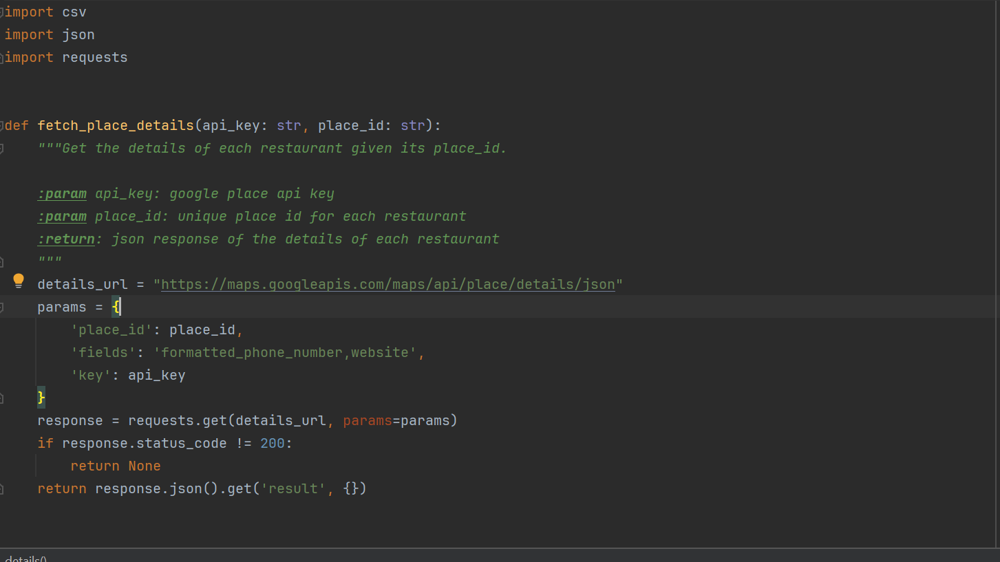 import csv
import json
import requests
def fetch_place_details(api_key: str, place_id: str):
"""Get the details of each restaurant given its place_id.
:param api_key: google place api key
:param place_id: unique place id for each restaurant
:return: json response of the details of each restaurant
"""
details_url = "https://maps.googleapis.com/maps/api/place/details/json"
params = {
'place_id': place_id,
'fields': 'formatted_phone_number,website',
'key': api_key
}
response = requests.get(details_url, params=params)
if response.status_code != 200:
return None
return response.json().get('result', {})
details()